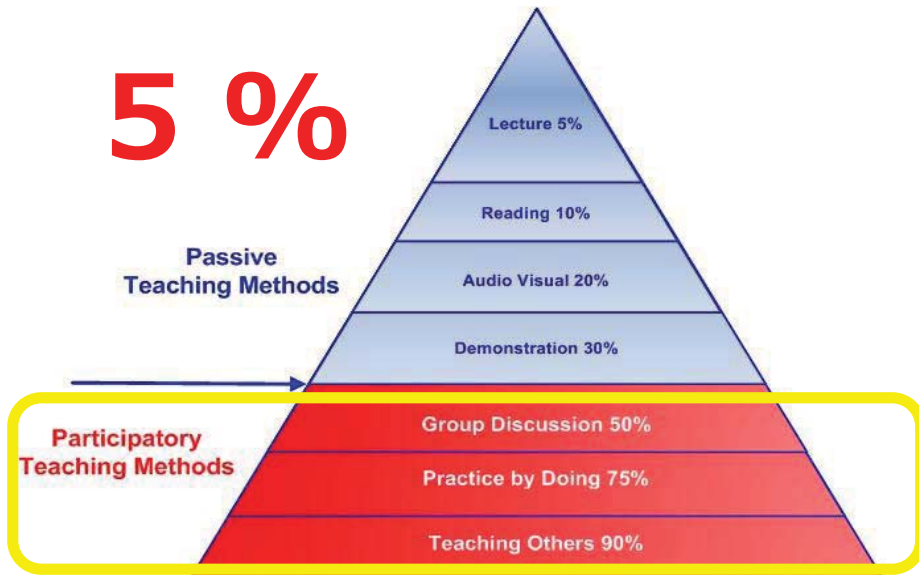 5 %
Lecture 5%
Reading 10%
Passive
Teaching Methods
Audio Visual 20%
Demonstration 30%
Participatory
Teaching Methods
Group Discussion 50%
Practice by Doing 75%
Teaching Others 90%